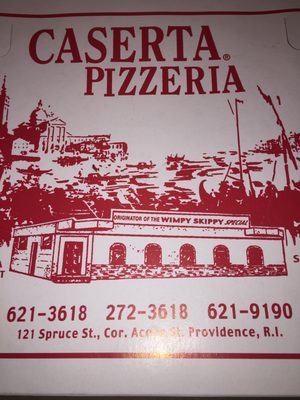 CASERTA®
PIZZERIA
ORIGINATOR OF THE WIMPY SKIPPY SPECIAL
T
S
621-3618 272-3618 621-9190
121 Spruce St., Cor. Acorn St. Providence, R.I.